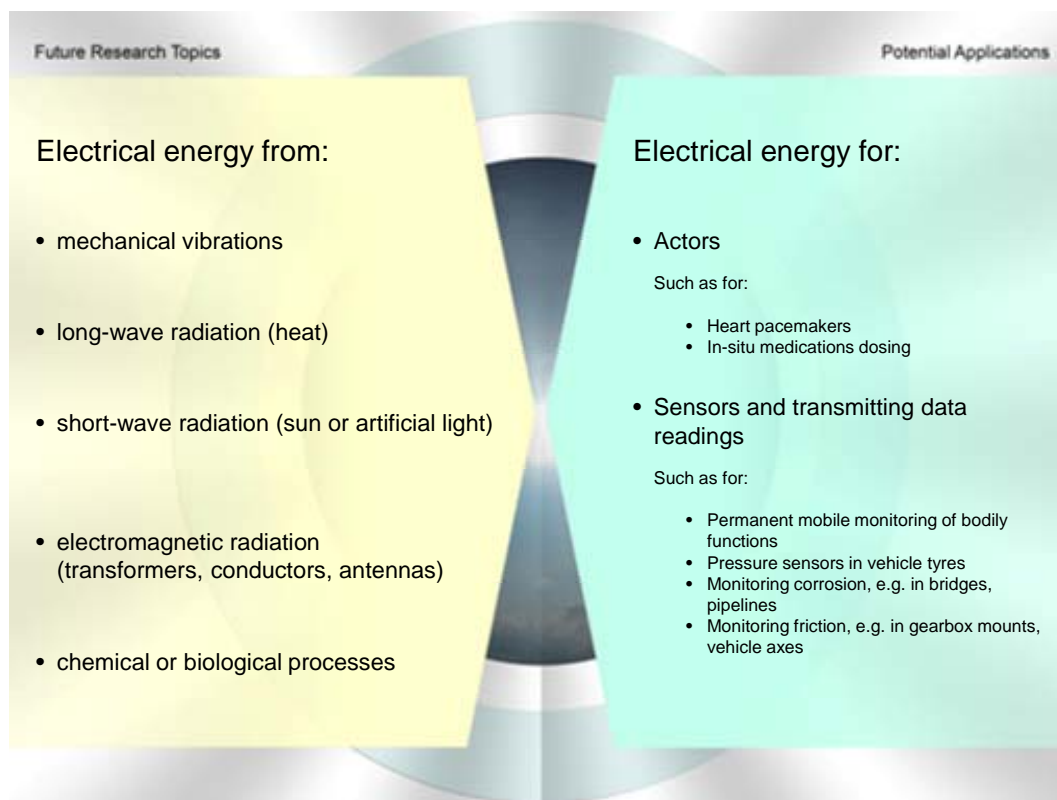 Future Research Topics
Potential Applications
Electrical energy from:
• mechanical vibrations
• long-wave radiation (heat)
• short-wave radiation (sun or artificial light)
• electromagnetic radiation
(transformers, conductors, antennas)
• chemical or biological processes
Electrical energy for:
• Actors
Such as for:
• Heart pacemakers
• In-situ medications dosing
• Sensors and transmitting data
readings
Such as for:
• Permanent mobile monitoring of bodily
functions
• Pressure sensors in vehicle tyres
• Monitoring corrosion, e.g. in bridges,
pipelines
• Monitoring friction, e.g. in gearbox mounts,
vehicle axes